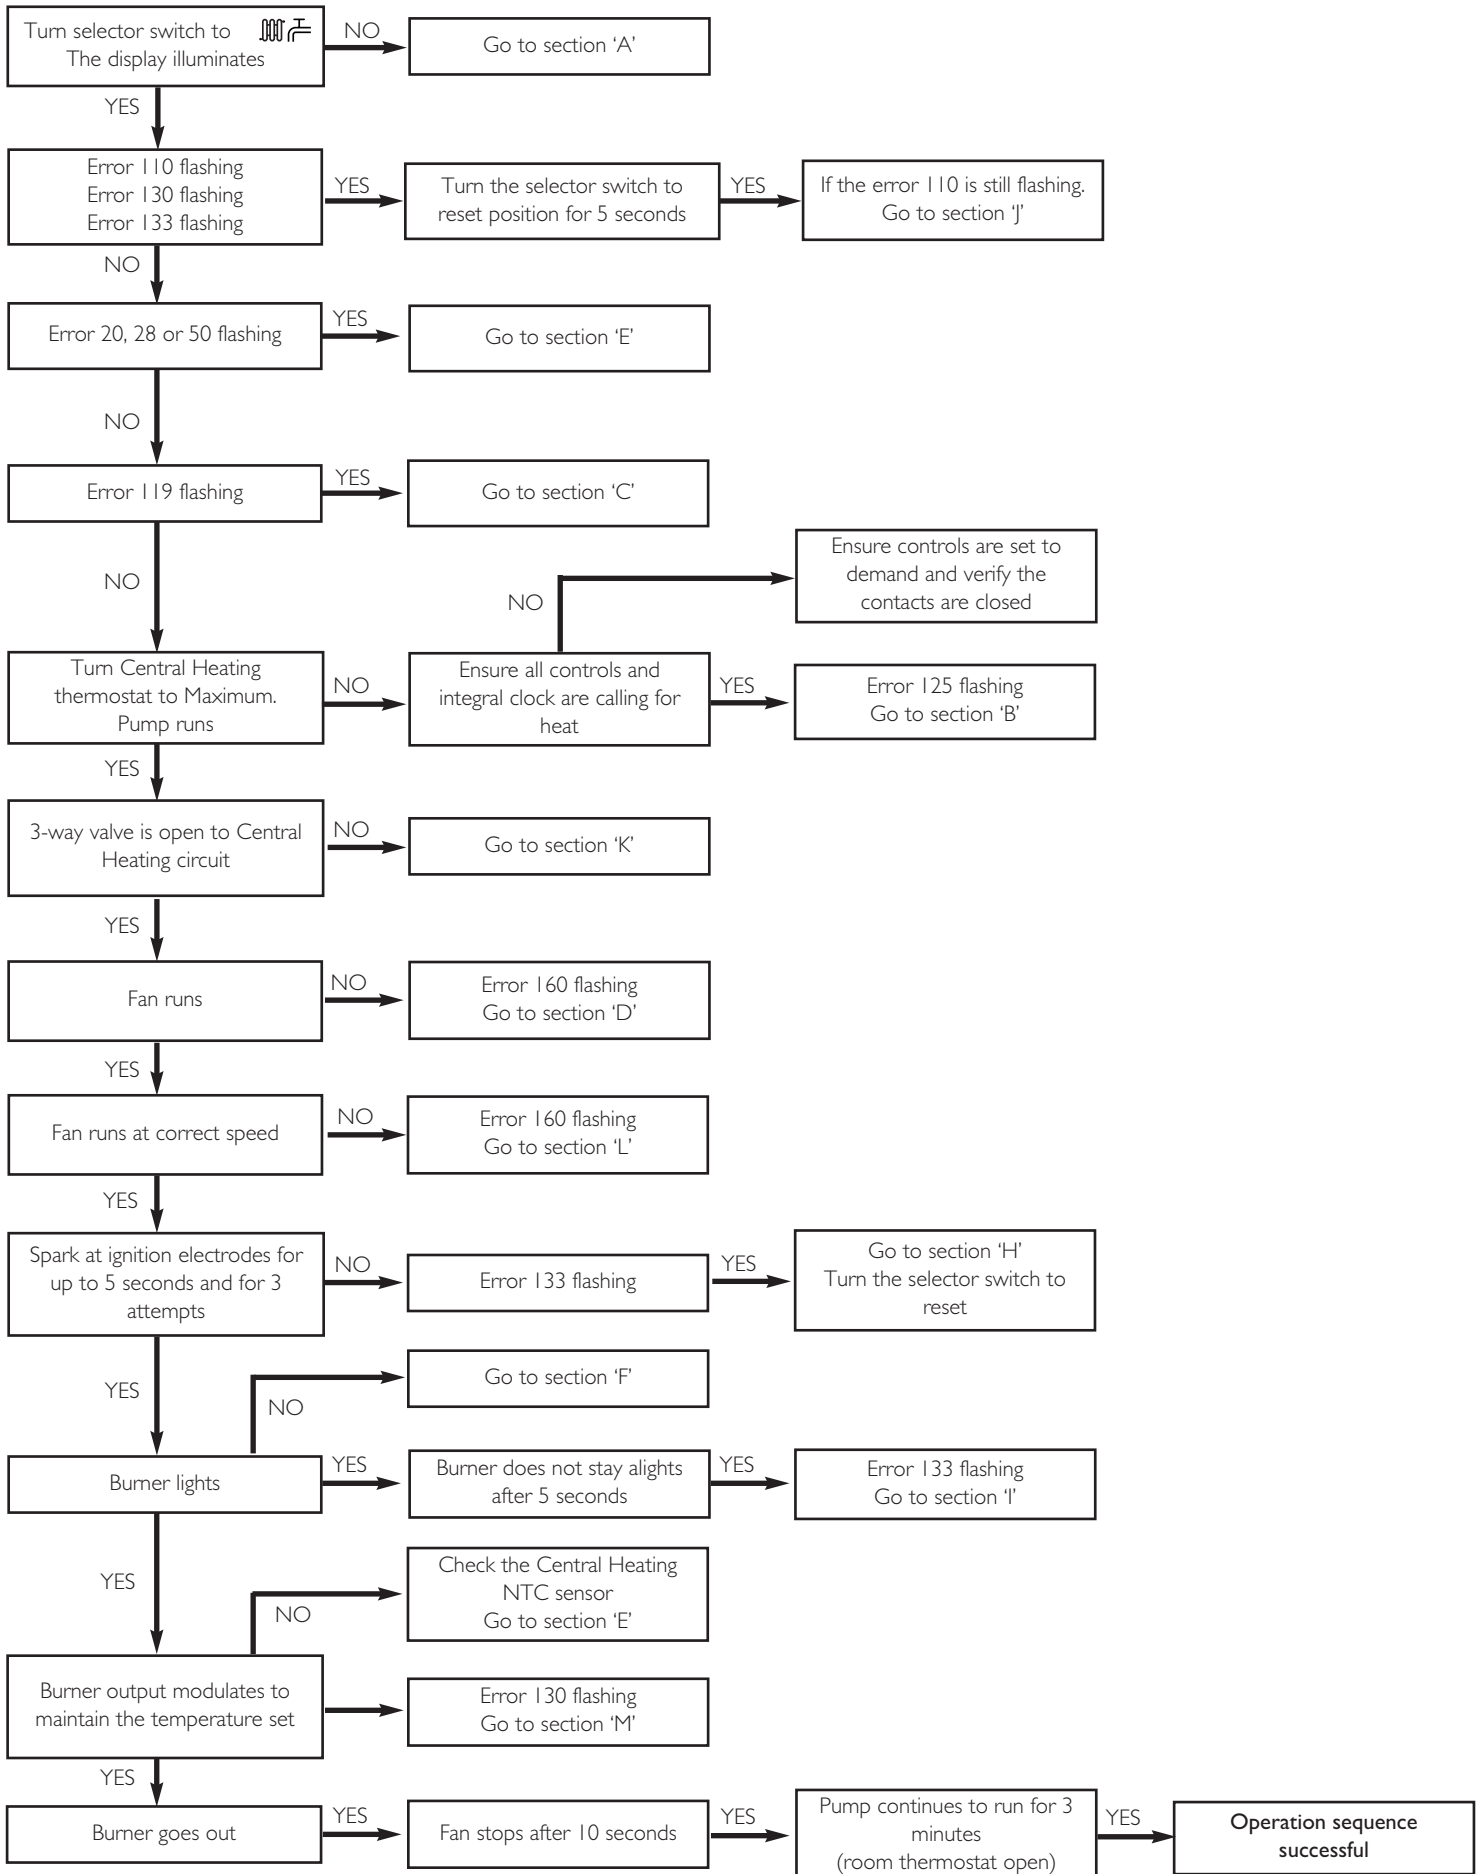 Turn selector switch to
The display illuminates
NO
Go to section ‘A’
YES
Error 110 flashing
Error 130 flashing
Error 133 flashing
YES
Turn the selector switch to
reset position for 5 seconds
YES
If the error 110 is still flashing.
Go to section ‘J’
NO
Error 20, 28 or 50 flashing
YES
Go to section ‘E’
NO
Error 119 flashing
YES
Go to section ‘C’
NO
Ensure controls are set to
demand and verify the
contacts are closed
NO
Turn Central Heating
thermostat to Maximum.
Pump runs
NO
Ensure all controls and
integral clock are calling for
heat
YES
Error 125 flashing
Go to section ‘B’
YES
3-way valve is open to Central
Heating circuit
NO
Go to section ‘K’
YES
Fan runs
NO
Error 160 flashing
Go to section ‘D’
YES
Fan runs at correct speed
NO
Error 160 flashing
Go to section ‘L’
YES
Spark at ignition electrodes for
up to 5 seconds and for 3
attempts
NO
Error 133 flashing
YES
Go to section ‘H’
Turn the selector switch to
reset
YES
Go to section ‘F’
NO
Burner lights
YES
Burner does not stay alights
after 5 seconds
YES
Error 133 flashing
Go to section ‘I’
YES
Check the Central Heating
NTC sensor
Go to section ‘E’
NO
Burner output modulates to
maintain the temperature set
Error 130 flashing
Go to section ‘M’
YES
Burner goes out
YES
Fan stops after 10 seconds
YES
Pump continues to run for 3
minutes
(room thermostat open)
YES
Operation sequence
successful